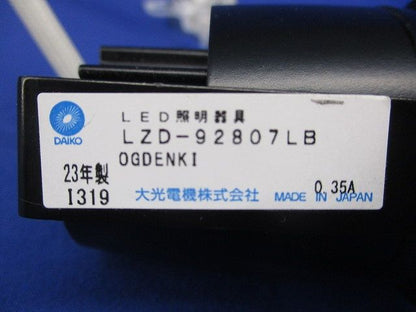 LED照明器具
LZD-92807LB
OGDENKI
DAIKO
23年製
I319
大光電機株式会社
0.35A
MADE IN JAPAN